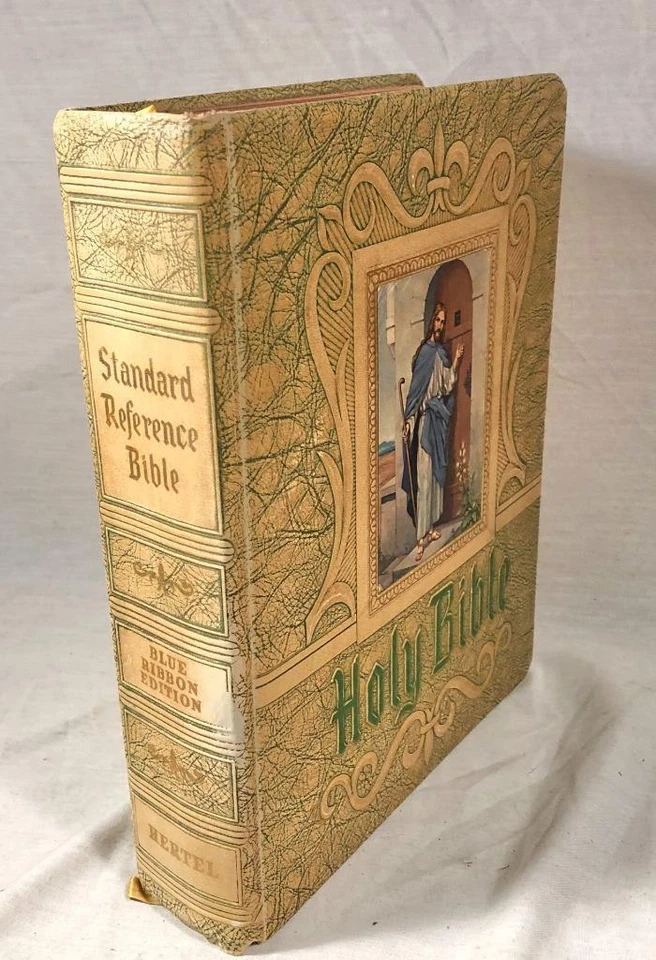 Standard
Reference
Bible
BLUE
RIBBON
EDITION
HERTEL
Holy Bible